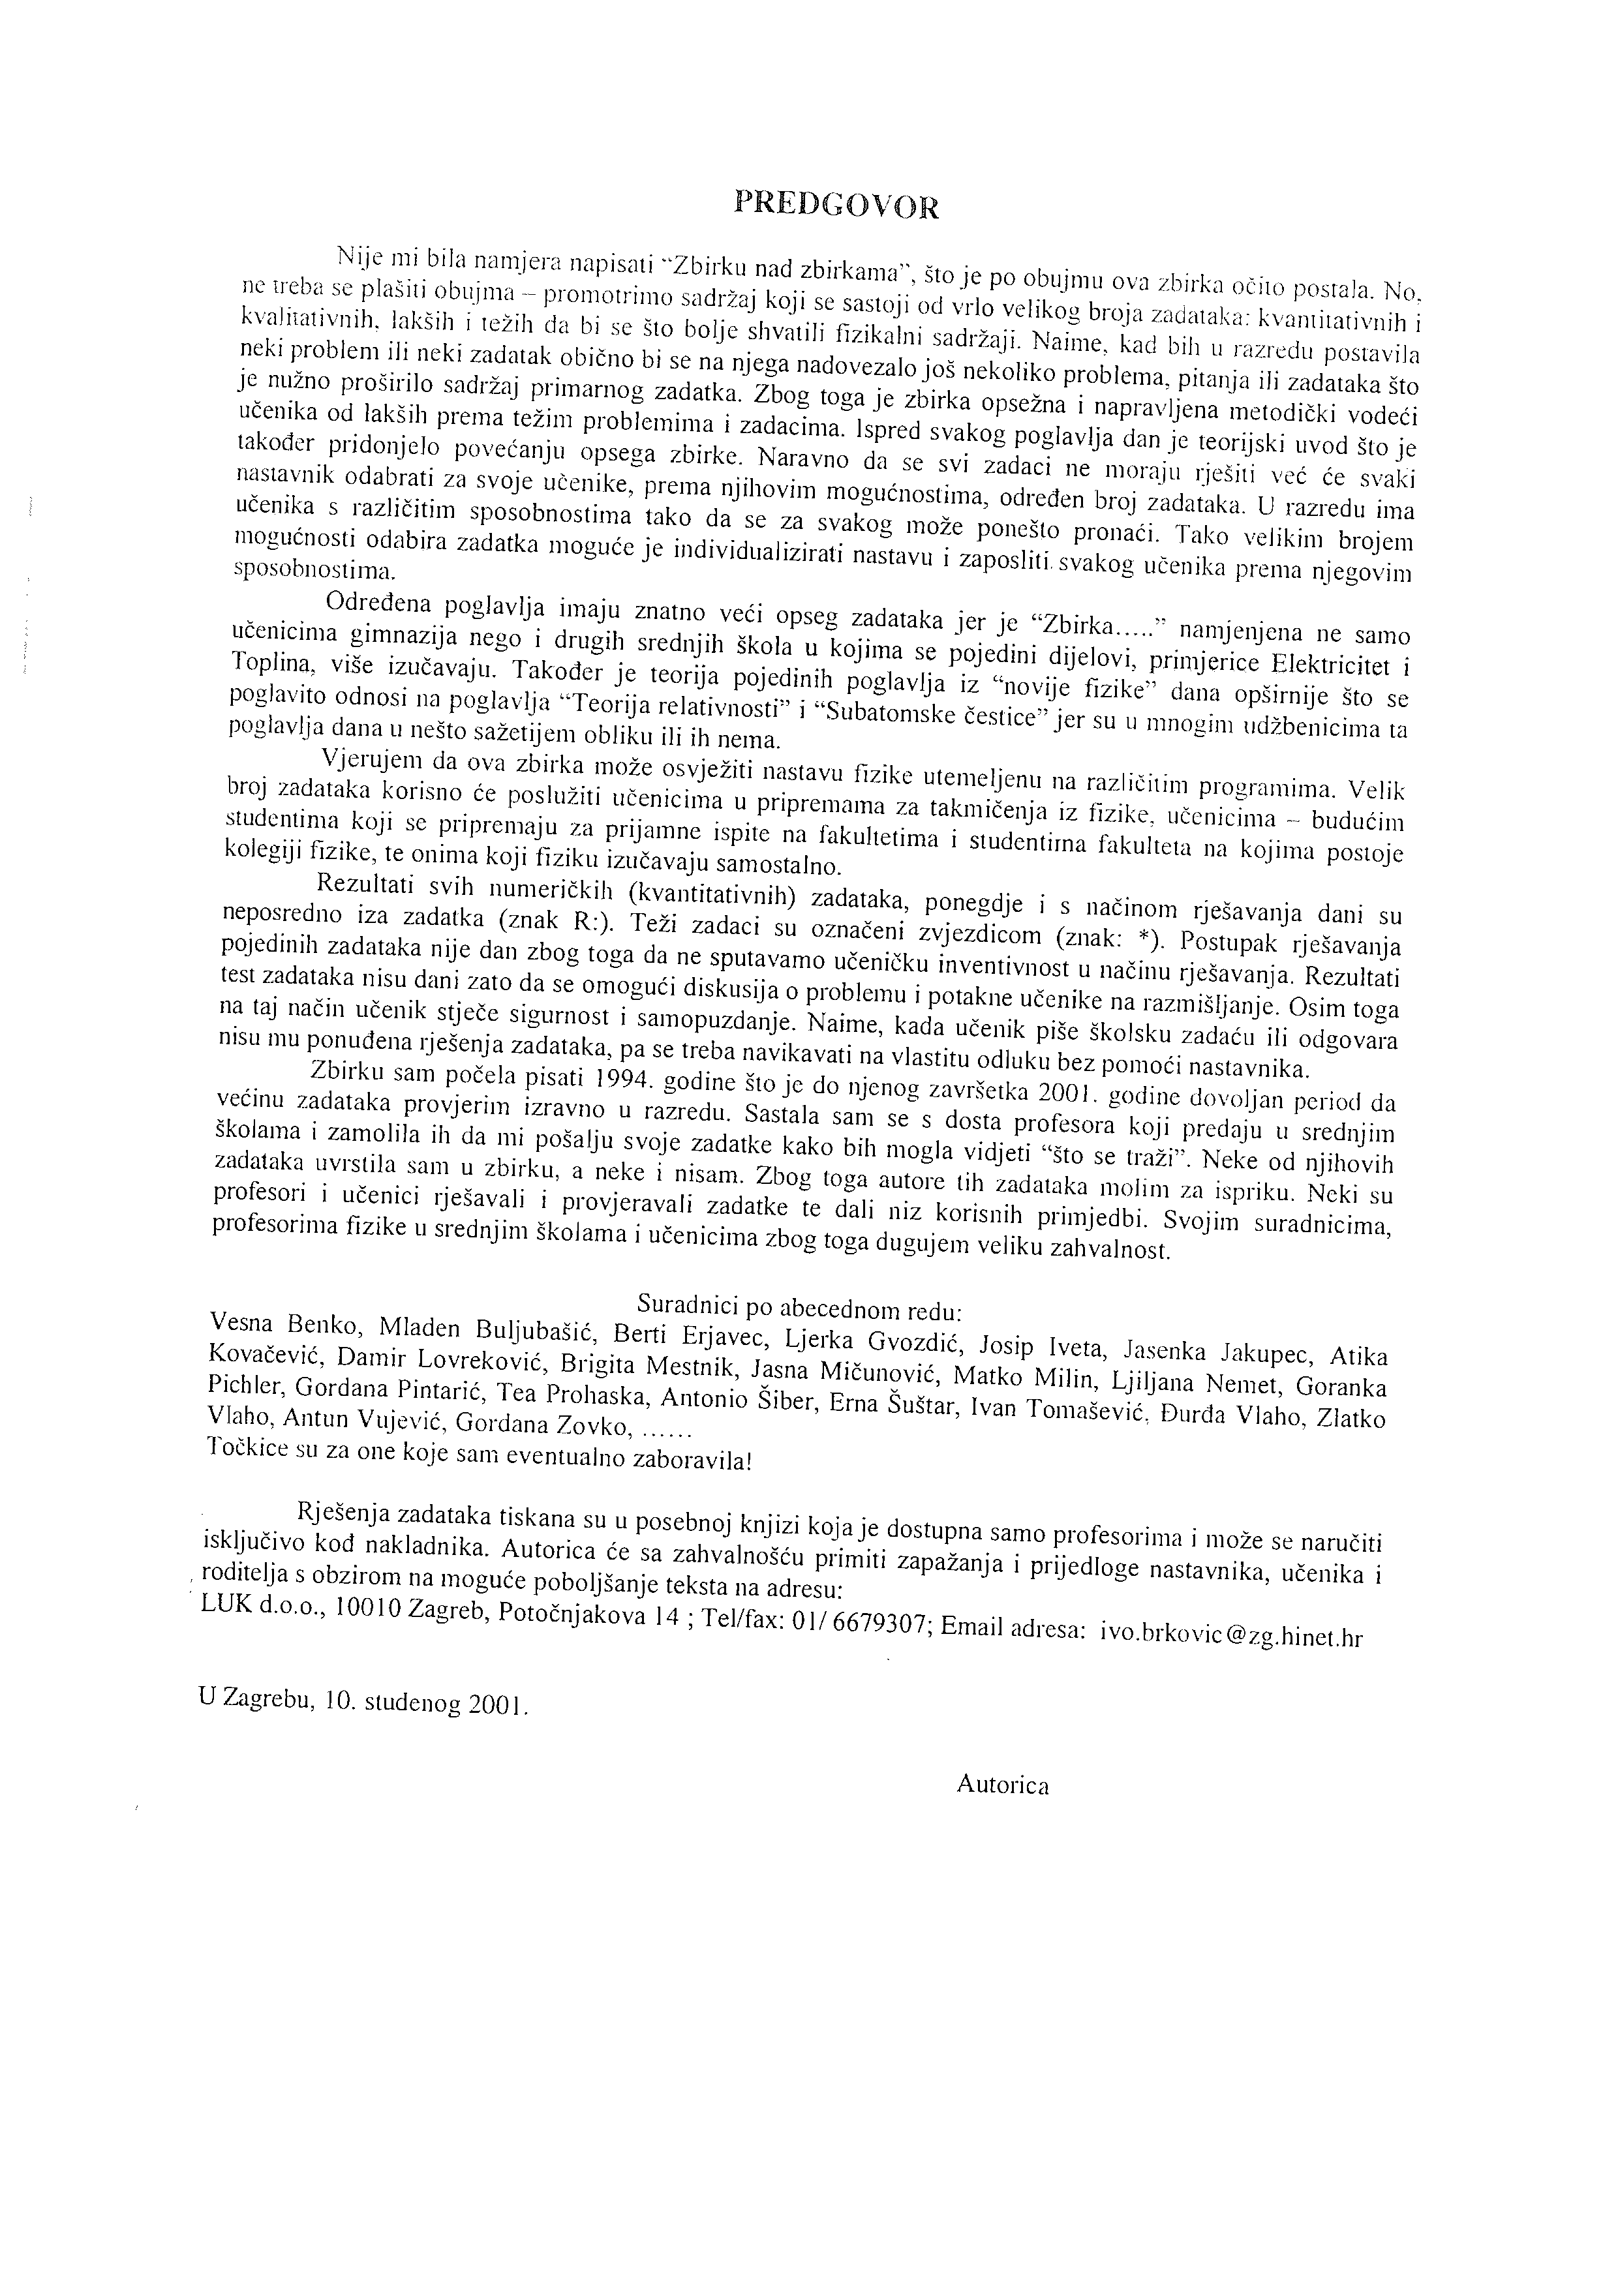 PREDGOVOR
Nije mi bila namjera napisati “Zbirku nad zbirkama”, što je po obujmu ova zbirka očito postala. No,
ne treba se plašiti obujma – promotrimo sadržaj koji se sastoji od vrlo velikog broja zadataka: kvantitativnih i
kvalitativnih, lakših i težih da bi se što bolje shvatili fizikalni sadržaji. Naime, kad bih u razredu postavila
neki problem ili neki zadatak obično bi se na njega nadovezalo još nekoliko problema, pitanja ili zadataka što
je nužno proširilo sadržaj primarnog zadatka. Zbog toga je zbirka opsežna i napravljena metodički vodeći
učenika od lakših prema težim problemima i zadacima. Ispred svakog poglavlja dan je teorijski uvod što je
također pridonjelo povećanju opsega zbirke. Naravno da se svi zadaci ne moraju rješiti već će svaki
nastavnik odabrati za svoje učenike, prema njihovim mogućnostima, određen broj zadataka. U razredu ima
učenika s različitim sposobnostima tako da se za svakog može ponešto pronaći. Tako velikim brojem
mogućnosti odabira zadatka moguće je individualizirati nastavu i zaposliti svakog učenika prema njegovim
sposobnostima.
Određena poglavlja imaju znatno veći opseg zadataka jer je “Zbirka.....” namjenjena ne samo
učenicima gimnazija nego i drugih srednjih škola u kojima se pojedini dijelovi, primjerice Elektricitet i
Toplina, više izučavaju. Također je teorija pojedinih poglavlja iz “novije fizike” dana opširnije što se
poglavito odnosi na poglavlja “Teorija relativnosti” i “Subatomske čestice” jer su u mnogim udžbenicima ta
poglavlja dana u nešto sažetijem obliku ili ih nema.
Vjerujem da ova zbirka može osvježiti nastavu fizike utemeljenu na različitim programima. Velik
broj zadataka korisno će poslužiti učenicima u pripremama za takmičenja iz fizike, učenicima – budućim
studentima koji se pripremaju za prijamne ispite na fakultetima i studentima fakulteta na kojima postoje
kolegiji fizike, te onima koji fiziku izučavaju samostalno.
Rezultati svih numeričkih (kvantitativnih) zadataka, ponegdje i s načinom rješavanja dani su
neposredno iza zadatka (znak R:). Teži zadaci su označeni zvjezdicom (znak: *). Postupak rješavanja
pojedinih zadataka nije dan zbog toga da ne sputavamo učeničku inventivnost u načinu rješavanja. Rezultati
test zadataka nisu dani zato da se omogući diskusija o problemu i potakne učenike na razmišljanje. Osim toga
na taj način učenik stječe sigurnost i samopuzdanje. Naime, kada učenik piše školsku zadaću ili odgovara
nisu mu ponuđena rješenja zadataka, pa se treba navikavati na vlastitu odluku bez pomoći nastavnika.
Zbirku sam počela pisati 1994. godine što je do njenog završetka 2001. godine dovoljan period da
većinu zadataka provjerim izravno u razredu. Sastala sam se s dosta profesora koji predaju u srednjim
školama i zamolila ih da mi pošalju svoje zadatke kako bih mogla vidjeti “što se traži”. Neke od njihovih
zadataka uvrstila sam u zbirku, a neke i nisam. Zbog toga autore tih zadataka molim za ispriku. Neki su
profesori i učenici rješavali i provjeravali zadatke te dali niz korisnih primjedbi. Svojim suradnicima,
profesorima fizike u srednjim školama i učenicima zbog toga dugujem veliku zahvalnost.
Suradnici po abecednom redu:
Vesna Benko, Mladen Buljubašić, Berti Erjavec, Ljerka Gvozdić, Josip Iveta, Jasenka Jakupec, Atika
Kovačević, Damir Lovreković, Brigita Mestnik, Jasna Mičunović, Matko Milin, Ljiljana Nemet, Goranka
Pichler, Gordana Pintarić, Tea Prohaska, Antonio Šiber, Erna Šuštar, Ivan Tomašević, Đurđa Vlaho, Zlatko
Vlaho, Antun Vujević, Gordana Zovko, ......
Točkice su za one koje sam eventualno zaboravila!
Rješenja zadataka tiskana su u posebnoj knjizi koja je dostupna samo profesorima i može se naručiti
isključivo kod nakladnika. Autorica će sa zahvalnošću primiti zapažanja i prijedloge nastavnika, učenika i
roditelja s obzirom na moguće poboljšanje teksta na adresu:
LUK d.o.o., 10010 Zagreb, Potočnjakova 14 ; Tel/fax: 01/ 6679307; Email adresa: ivo.brkovic@zg.hinet.hr
U Zagrebu, 10. studenog 2001.
Autorica